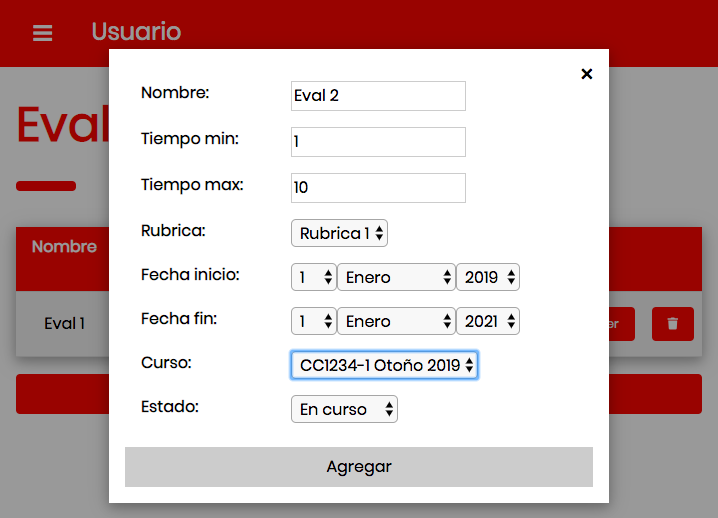 Usuario
Eval
Nombre
Eval 1
er
Nombre: Eval 2
Tiempo min: 1
Tiempo max: 10
Rubrica: Rubrica 1
Fecha inicio: 1 Enero 2019
Fecha fin: 1 Enero 2021
Curso: CC1234-1 Otoño 2019
Estado: En curso
Agregar